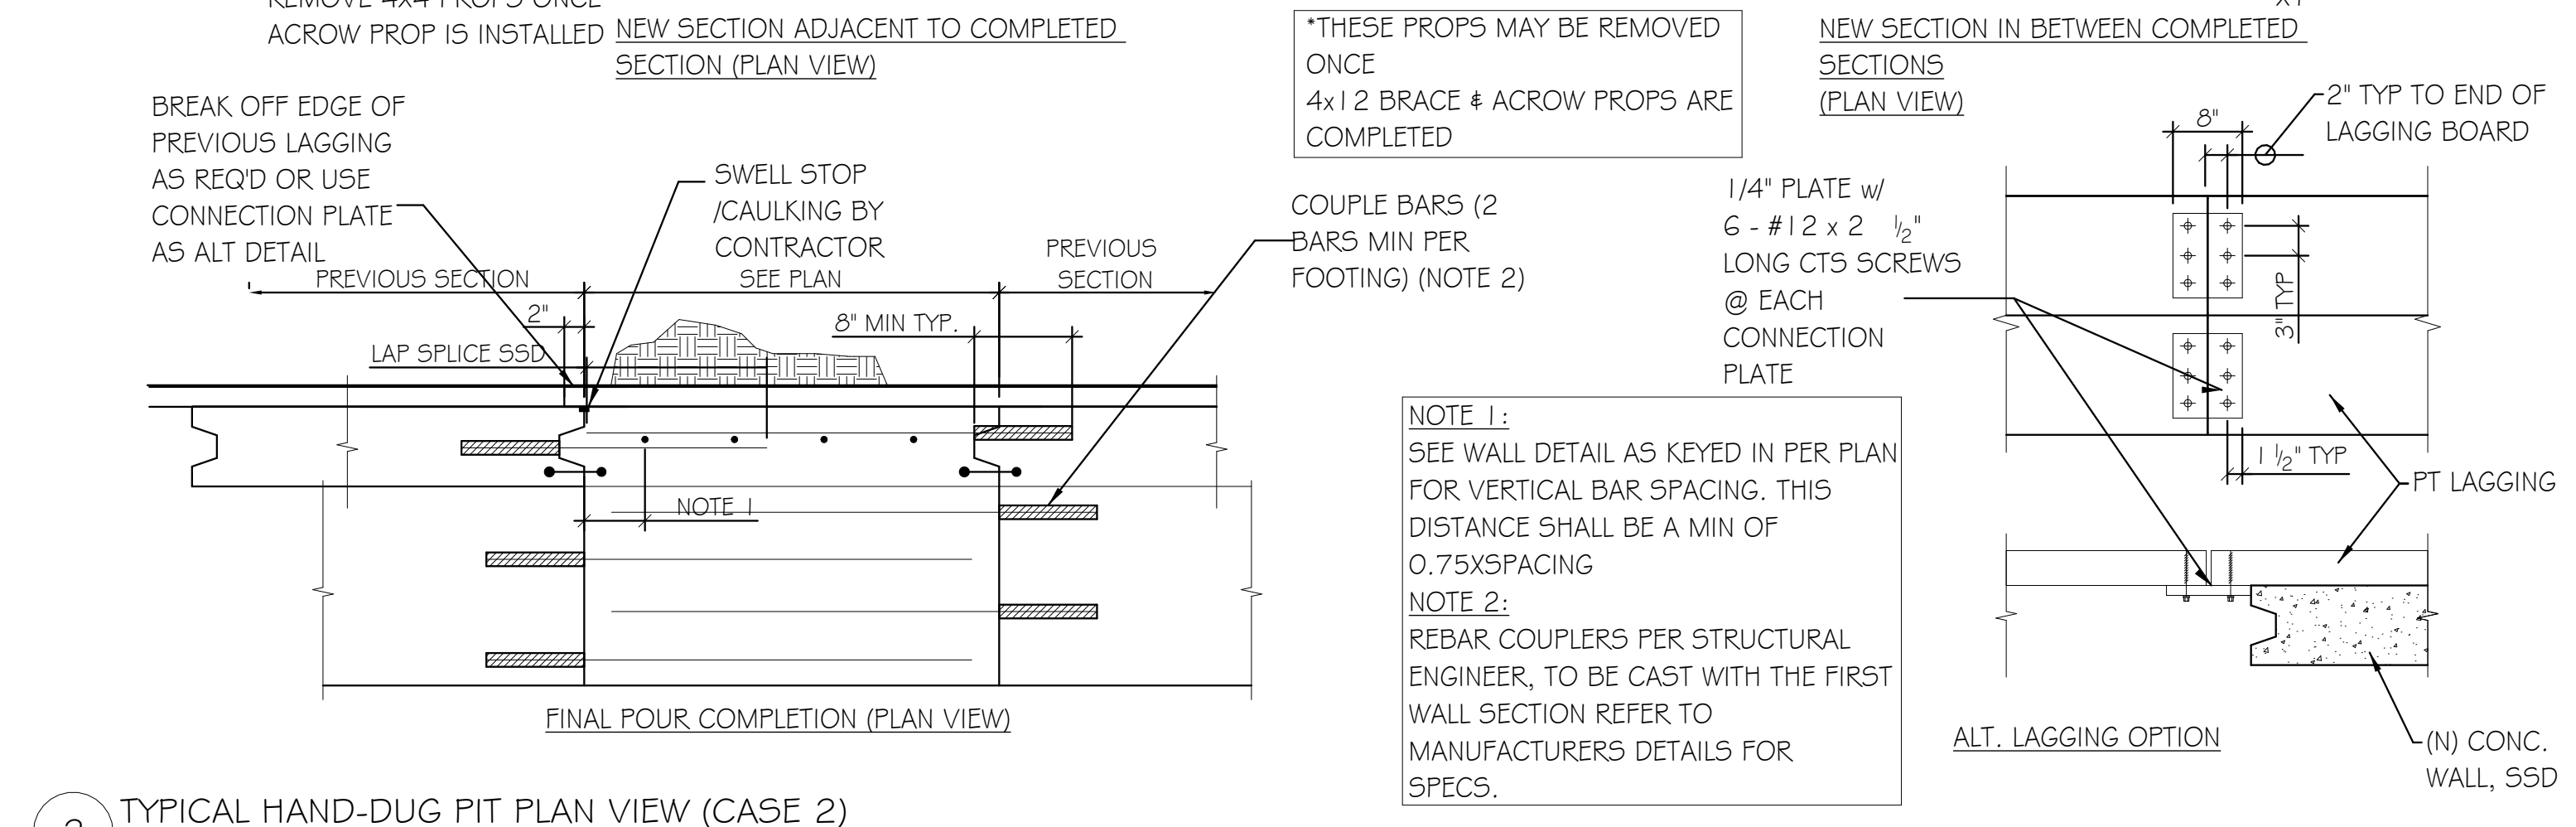 REMOVE 4x4 PROPS ONCE
ACROW PROP IS INSTALLED
NEW SECTION ADJACENT TO COMPLETED
SECTION (PLAN VIEW)
*THESE PROPS MAY BE REMOVED
ONCE
4x12 BRACE & ACROW PROPS ARE
COMPLETED
NEW SECTION IN BETWEEN COMPLETED
SECTIONS
(PLAN VIEW)
BREAK OFF EDGE OF
PREVIOUS LAGGING
AS REQ'D OR USE
CONNECTION PLATE
AS ALT DETAIL
SWELL STOP
/CAULKING BY
CONTRACTOR
COUPLE BARS (2
BARS MIN PER
FOOTING) (NOTE 2)
PREVIOUS SECTION
SEE PLAN
PREVIOUS
SECTION
2"
8" MIN TYP.
LAP SPLICE SSD
NOTE 1
FINAL POUR COMPLETION (PLAN VIEW)
1/4" PLATE w/
6 - #12 x 2 1/2"
LONG CTS SCREWS
@ EACH
CONNECTION
PLATE
8"
2" TYP TO END OF
LAGGING BOARD
3" TYP
1 1/2" TYP
PT LAGGING
(N) CONC.
WALL, SSD
ALT. LAGGING OPTION
NOTE 1:
SEE WALL DETAIL AS KEYED IN PER PLAN
FOR VERTICAL BAR SPACING. THIS
DISTANCE SHALL BE A MIN OF
0.75XSPACING
NOTE 2:
REBAR COUPLERS PER STRUCTURAL
ENGINEER, TO BE CAST WITH THE FIRST
WALL SECTION REFER TO
MANUFACTURERS DETAILS FOR
SPECS.
TYPICAL HAND-DUG PIT PLAN VIEW (CASE 2)